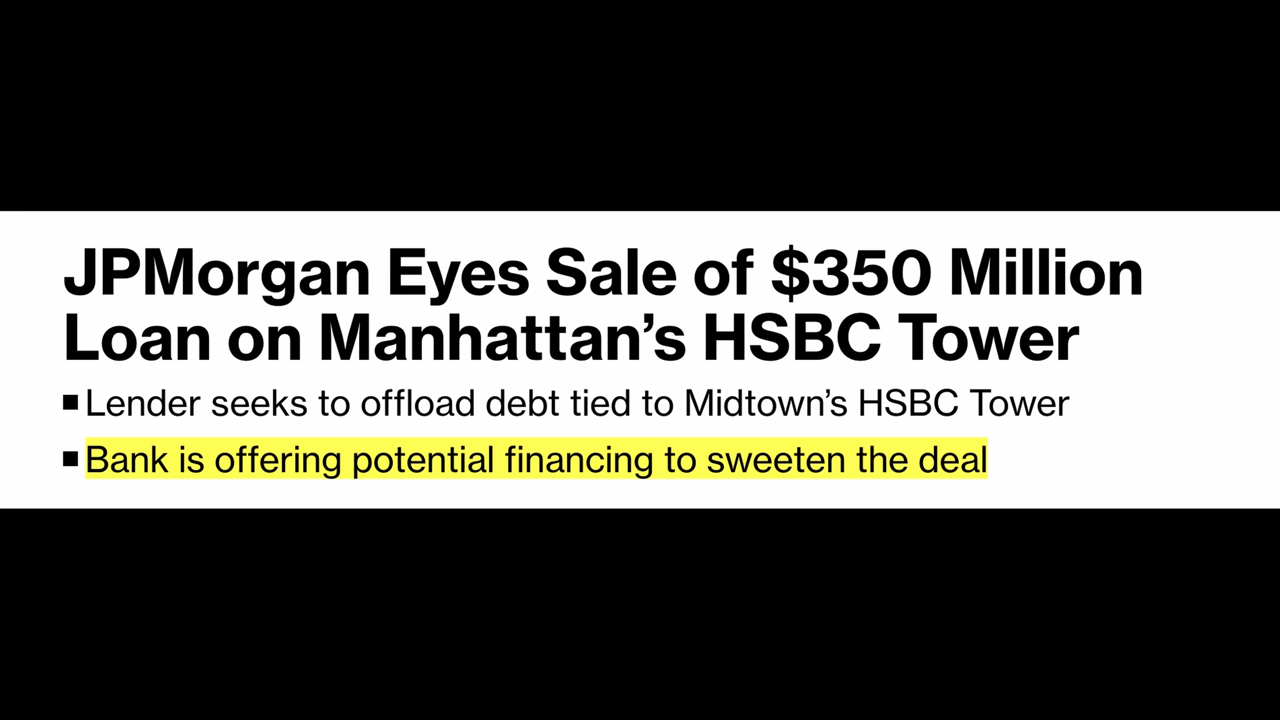 JPMorgan Eyes Sale of $350 Million
Loan on Manhattan’s HSBC Tower
■ Lender seeks to offload debt tied to Midtown’s HSBC Tower
■ Bank is offering potential financing to sweeten the deal